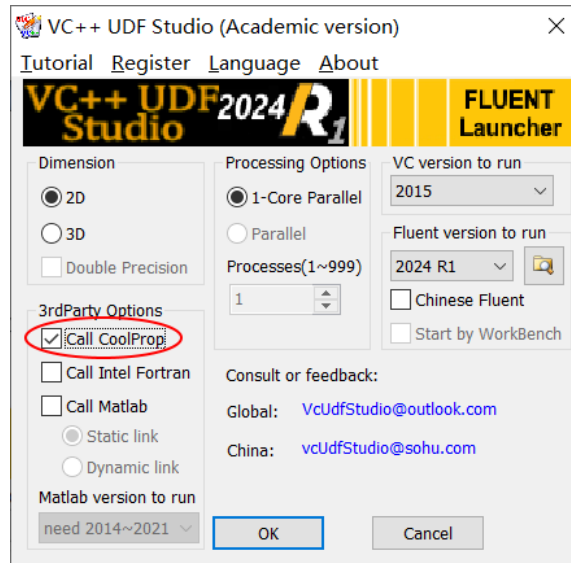 VC++ UDF Studio (Academic version)
Tutorial Register Language About
VC++ UDF Studio 2024 R1
FLUENT Launcher
Dimension
2D
3D
Double Precision
3rdParty Options
Call CoolProp
Call Intel Fortran
Call Matlab
Static link
Dynamic link
Matlab version to run
need 2014~2021
Processing Options
1-Core Parallel
Parallel
Processes(1~999)
1
VC version to run
2015
Fluent version to run
2024 R1
Chinese Fluent
Start by WorkBench
Consult or feedback:
Global: VcUdfStudio@outlook.com
China: vcUdfStudio@sohu.com
OK
Cancel